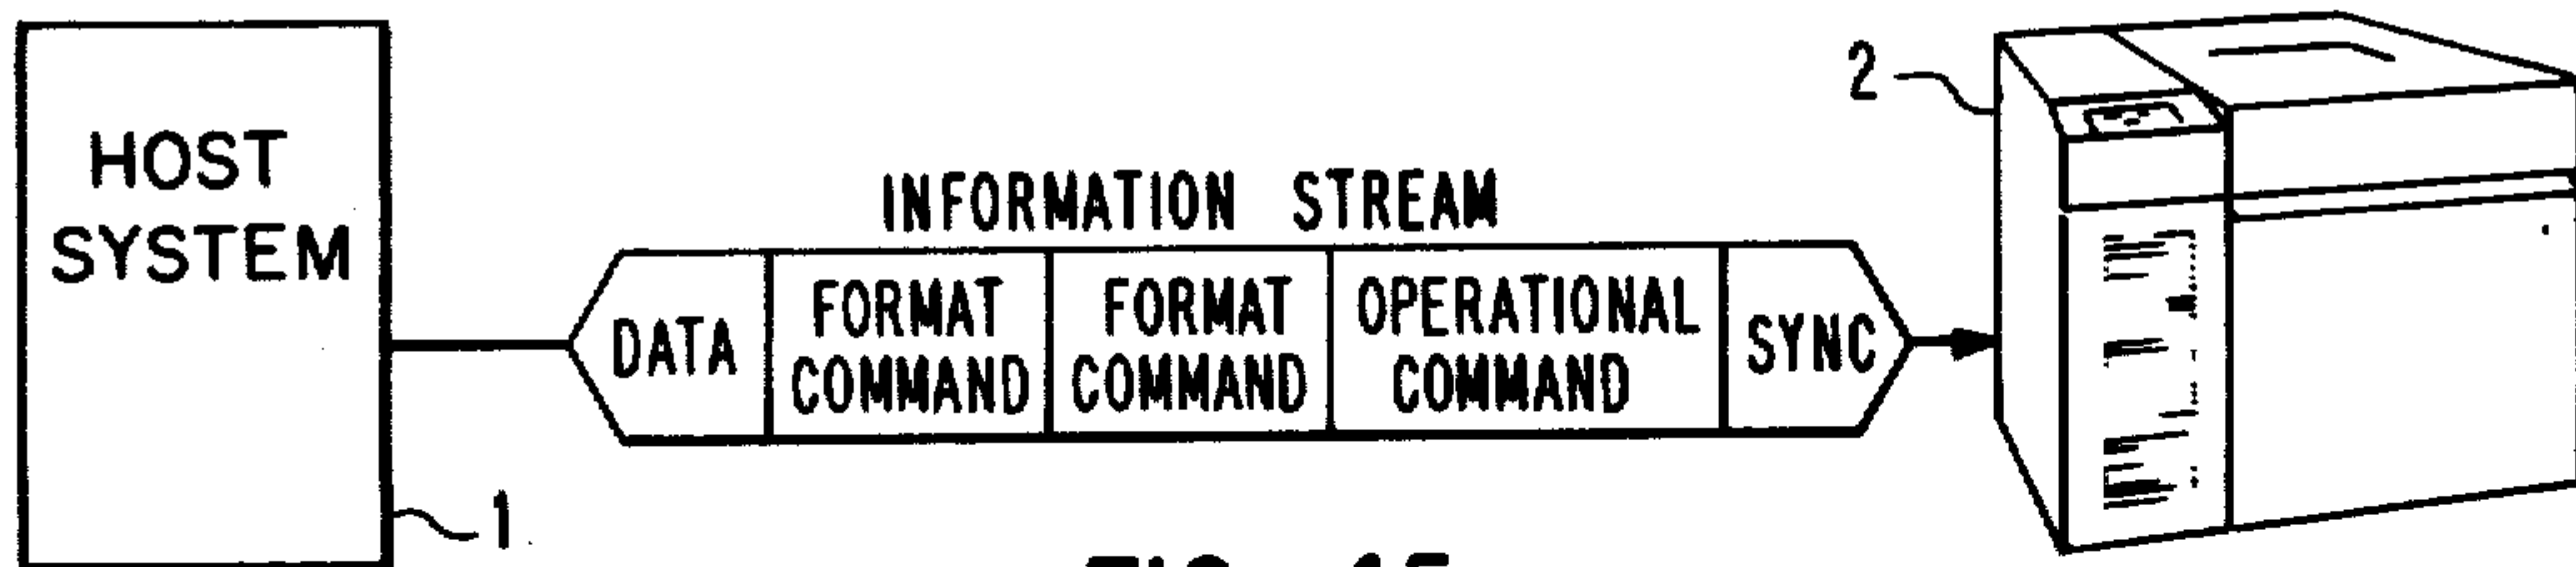 HOST
SYSTEM
1
INFORMATION STREAM
DATA
FORMAT
COMMAND
FORMAT
COMMAND
OPERATIONAL
COMMAND
SYNC
2